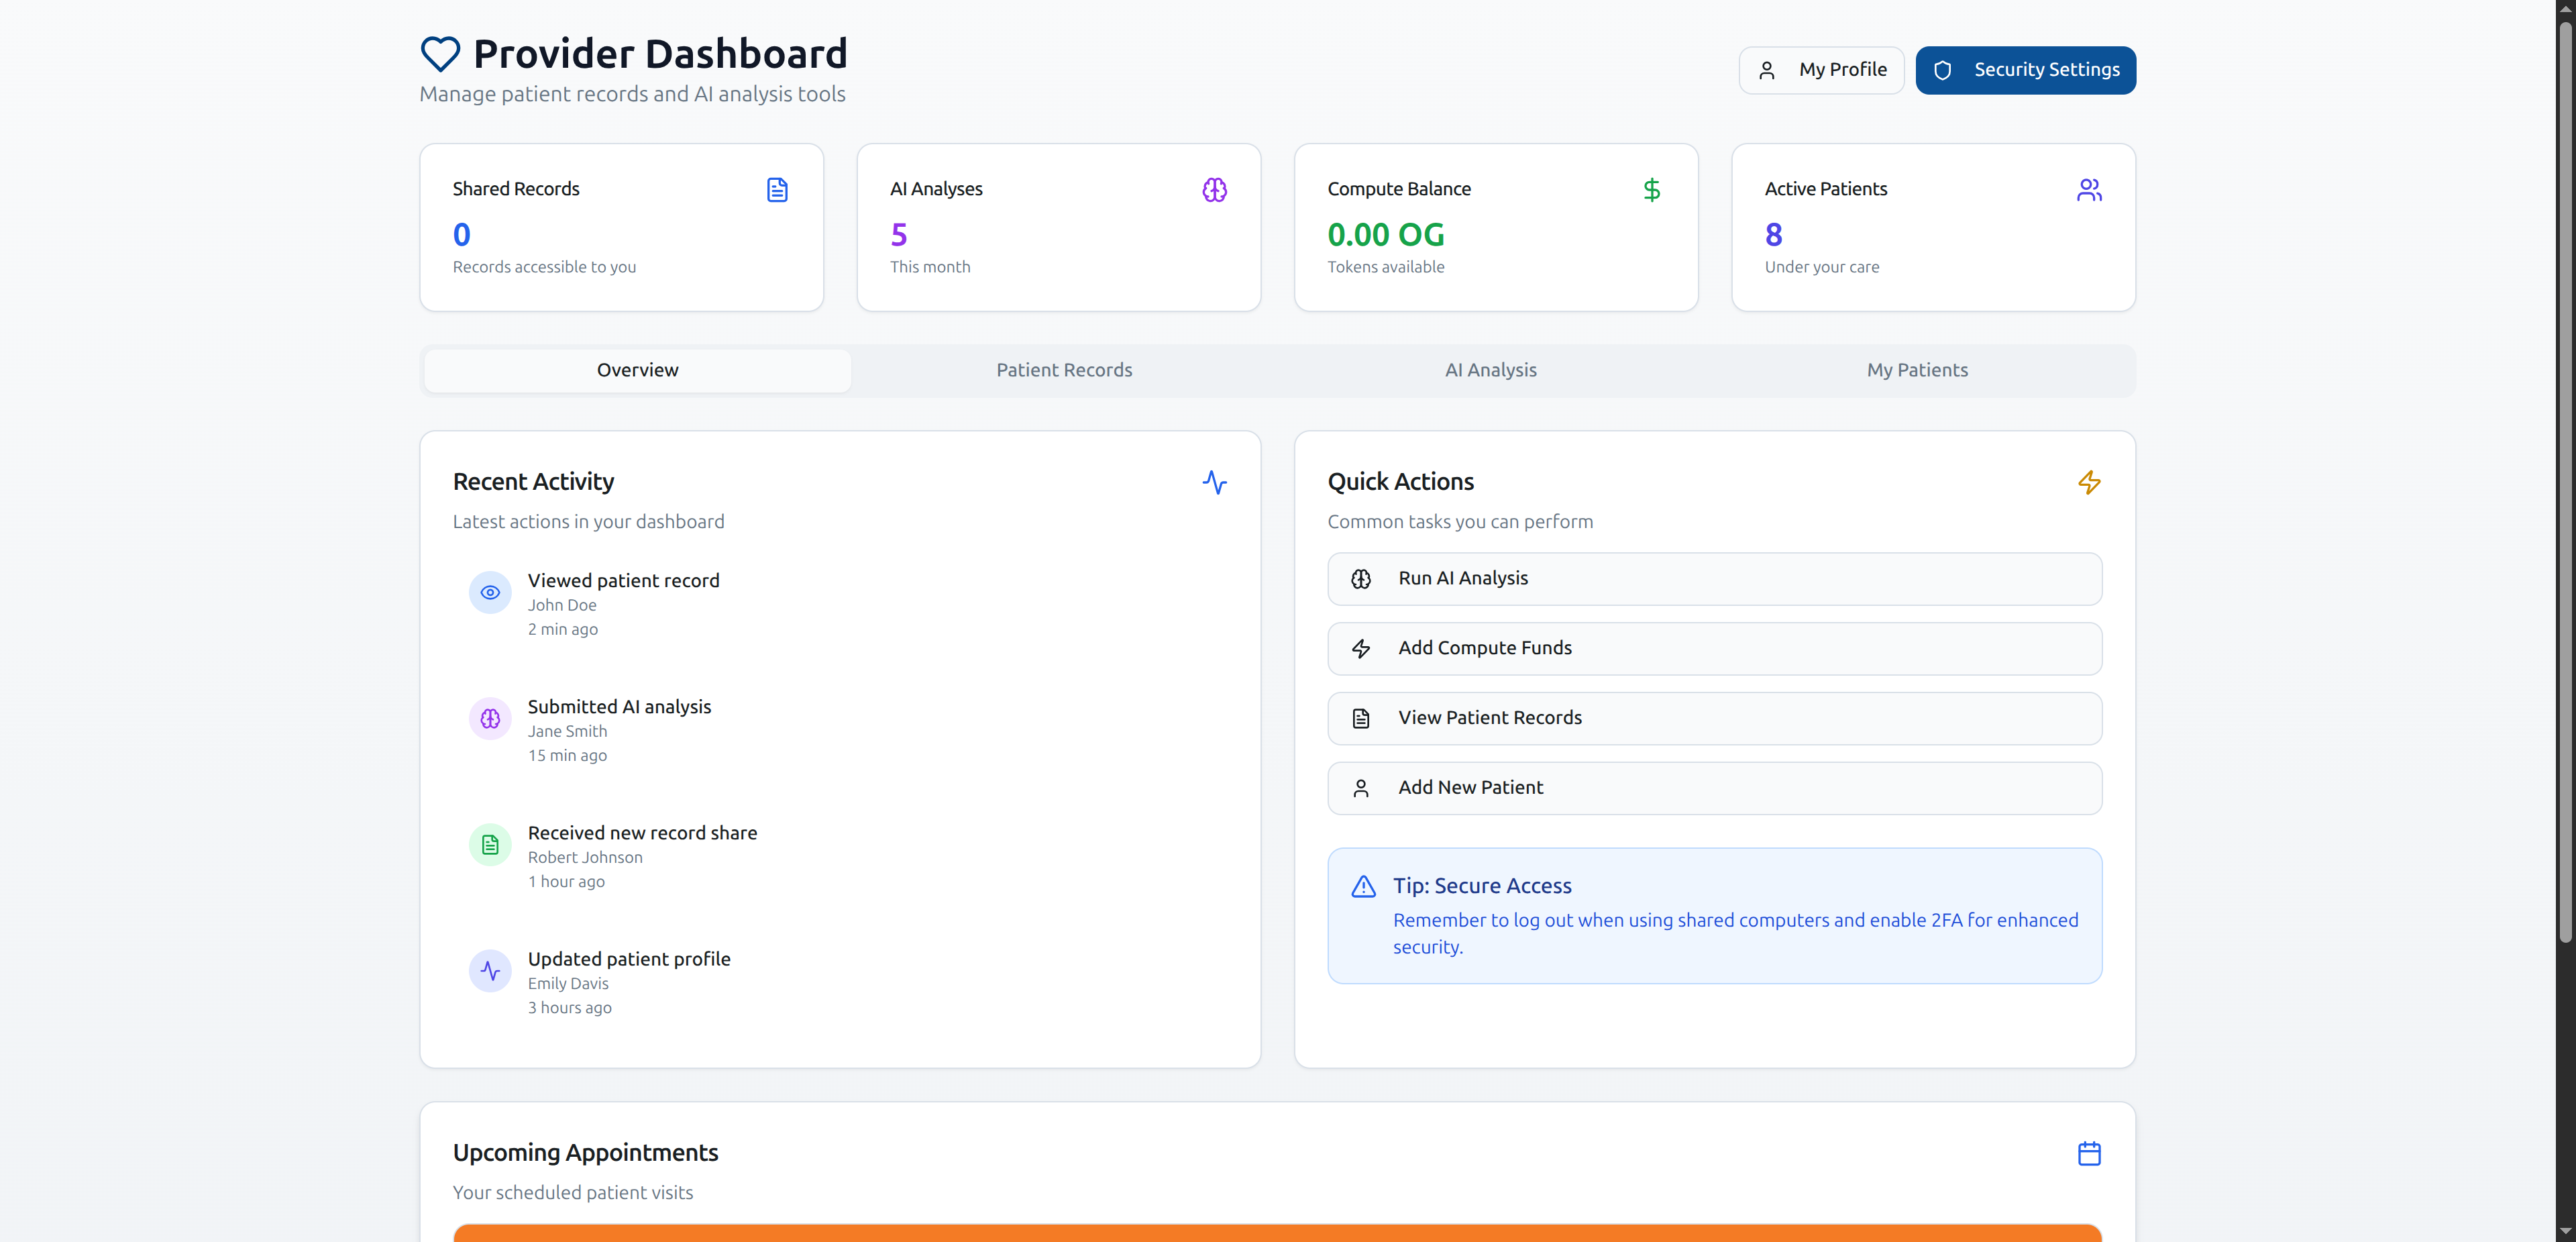 Provider Dashboard
Manage patient records and AI analysis tools
My Profile
Security Settings
Shared Records
0
Records accessible to you
AI Analyses
5
This month
Compute Balance
0.00 OG
Tokens available
Active Patients
8
Under your care
Overview
Patient Records
AI Analysis
My Patients
Recent Activity
Latest actions in your dashboard
Viewed patient record
John Doe
2 min ago
Submitted AI analysis
Jane Smith
15 min ago
Received new record share
Robert Johnson
1 hour ago
Updated patient profile
Emily Davis
3 hours ago
Quick Actions
Common tasks you can perform
Run AI Analysis
Add Compute Funds
View Patient Records
Add New Patient
Tip: Secure Access
Remember to log out when using shared computers and enable 2FA for enhanced
security.
Upcoming Appointments
Your scheduled patient visits